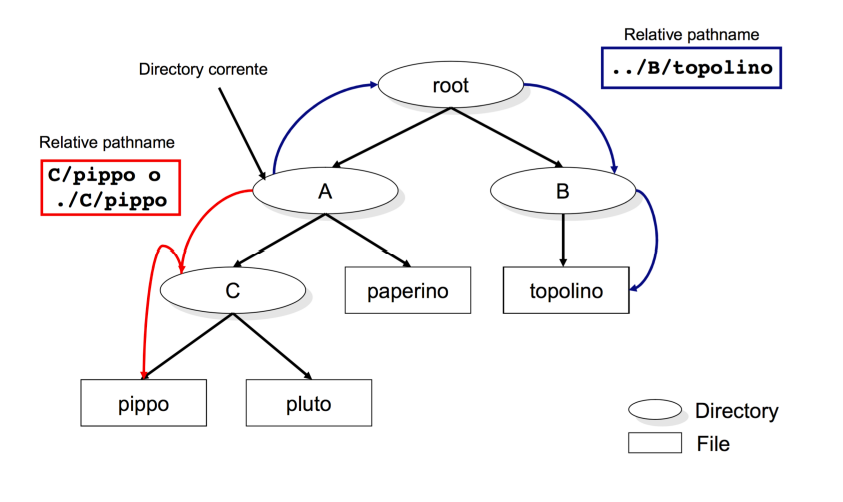 Relative pathname
../B/topolino
Directory corrente
root
Relative pathname
C/pippo o
./C/pippo
A
B
C
paperino
topolino
pippo
pluto
Directory
File